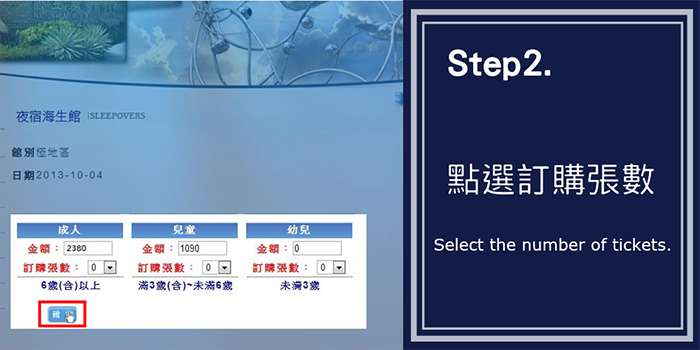 夜宿海生館 |SLEEPOVERS
館別極地區
日期2013-10-04
成人
金額：2380
訂購張數：0
6歲(含)以上
兒童
金額：1090
訂購張數：0
滿3歲(含)~未滿6歲
幼兒
金額：0
訂購張數：0
未滿3歲
Step2.
點選訂購張數
Select the number of tickets.